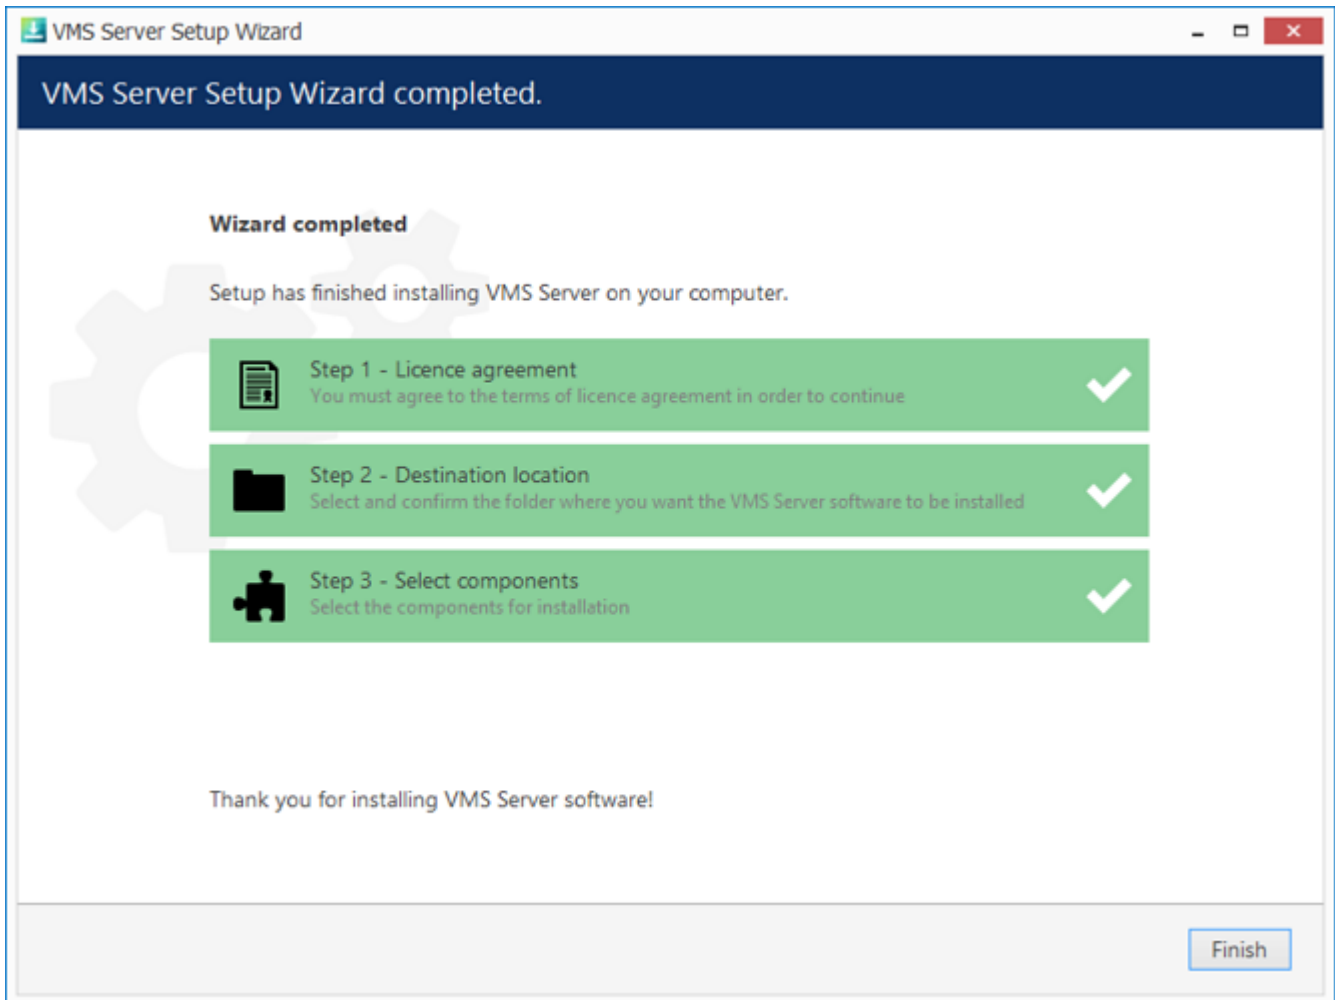 VMS Server Setup Wizard
VMS Server Setup Wizard completed.
Wizard completed
Setup has finished installing VMS Server on your computer.
Step 1 - Licence agreement
You must agree to the terms of licence agreement in order to continue
Step 2 - Destination location
Select and confirm the folder where you want the VMS Server software to be installed
Step 3 - Select components
Select the components for installation
Thank you for installing VMS Server software!
Finish